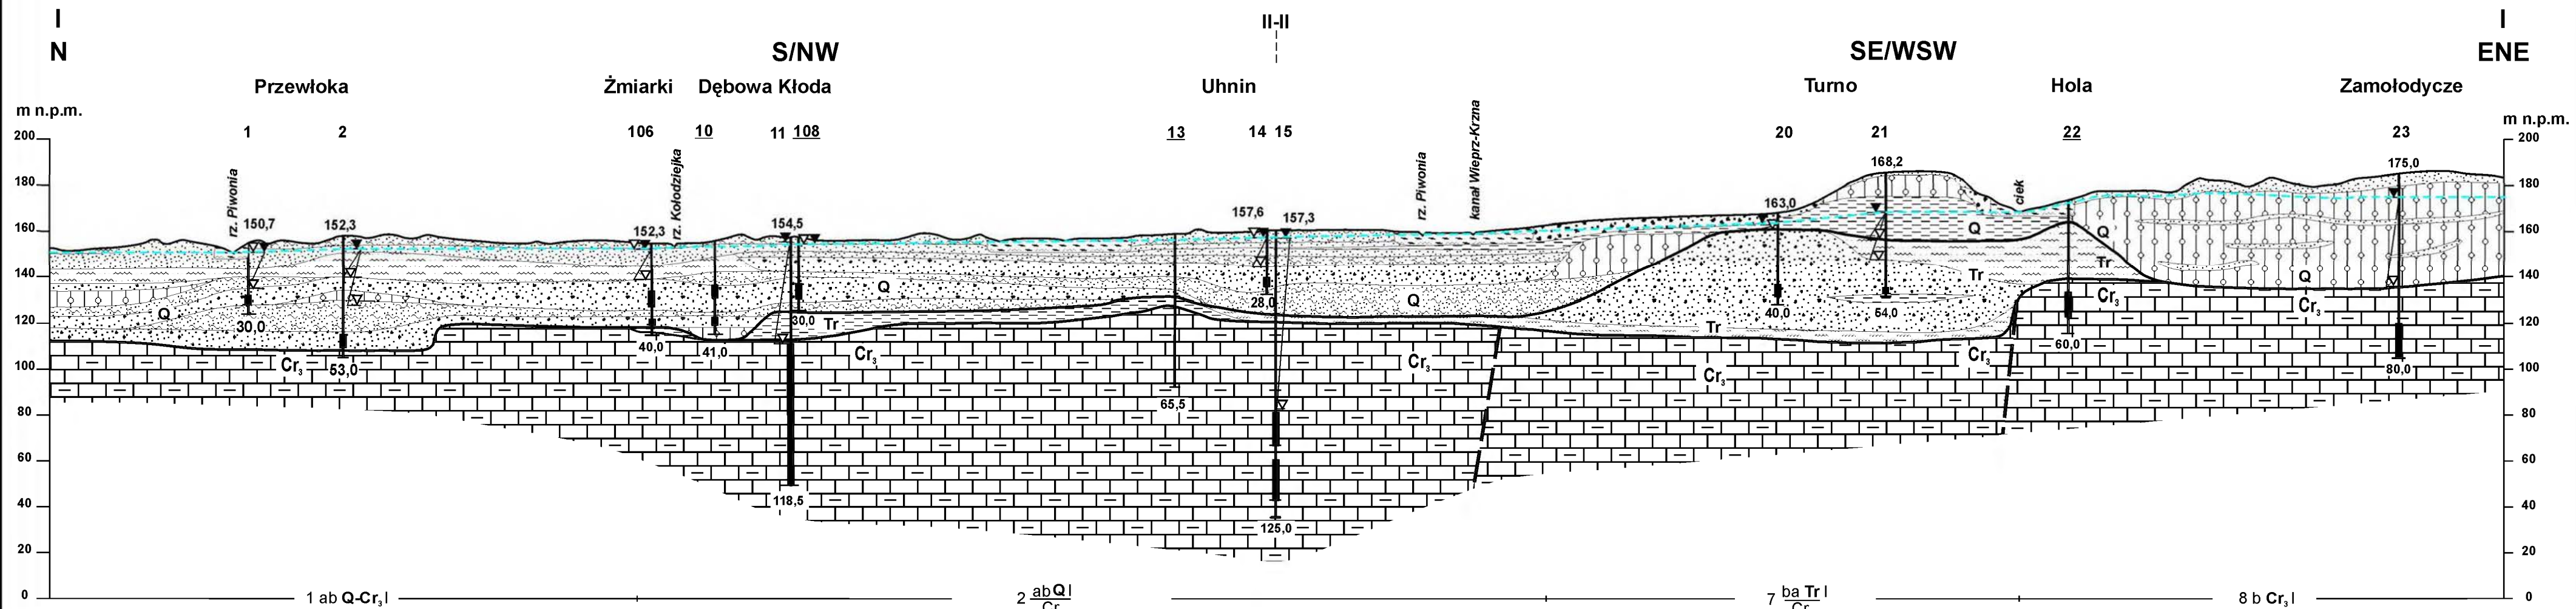 I II-II I
N S/NW SE/WSW ENE
Przewłoka Żmiarki Dębowa Kłoda Uhnin Turno Hola Zamołodycze
m n.p.m. m n.p.m.
1 2 106 10 11 108 13 14 15 20 21 22 23
200 200
rz. Piwonia rz. Kołodziejka rz. Piwonia kanał Wieprz-Krzna ciek
168,2 175,0
180 180
150,7 152,3 152,3 154,5 157,6 157,3 163,0
160 Q Q 160
Tr Tr
140 Q Q 140
Q Q 28,0 Cr₃ Cr₃
30,0 30,0 40,0 54,0
120 Tr Tr 120
40,0 41,0 60,0
Cr₃ 53,0 Cr₃ Cr₃ Cr₃ Cr₃
100 80,0 100
65,5
80 80
60 60
118,5
40 40
125,0
20 20
0 1 ab Q-Cr₃ I 2 ab Q I 7 ba Tr I 8 b Cr₃ I 0
Cr Cr